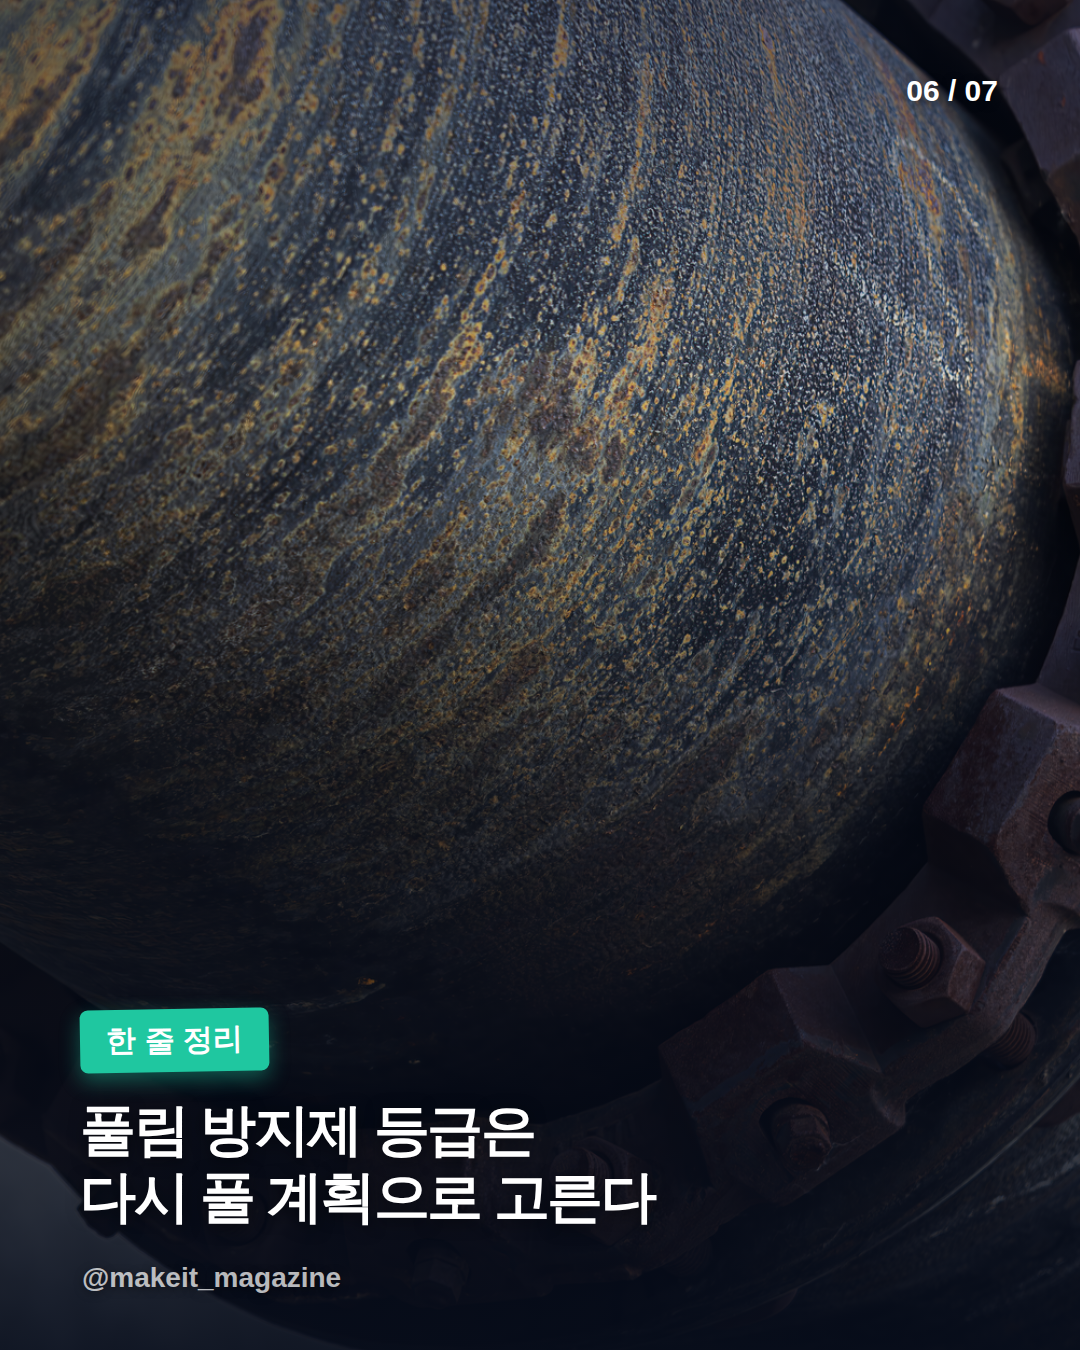 06 / 07
한 줄 정리
풀림 방지제 등급은
다시 풀 계획으로 고른다
@makeit_magazine